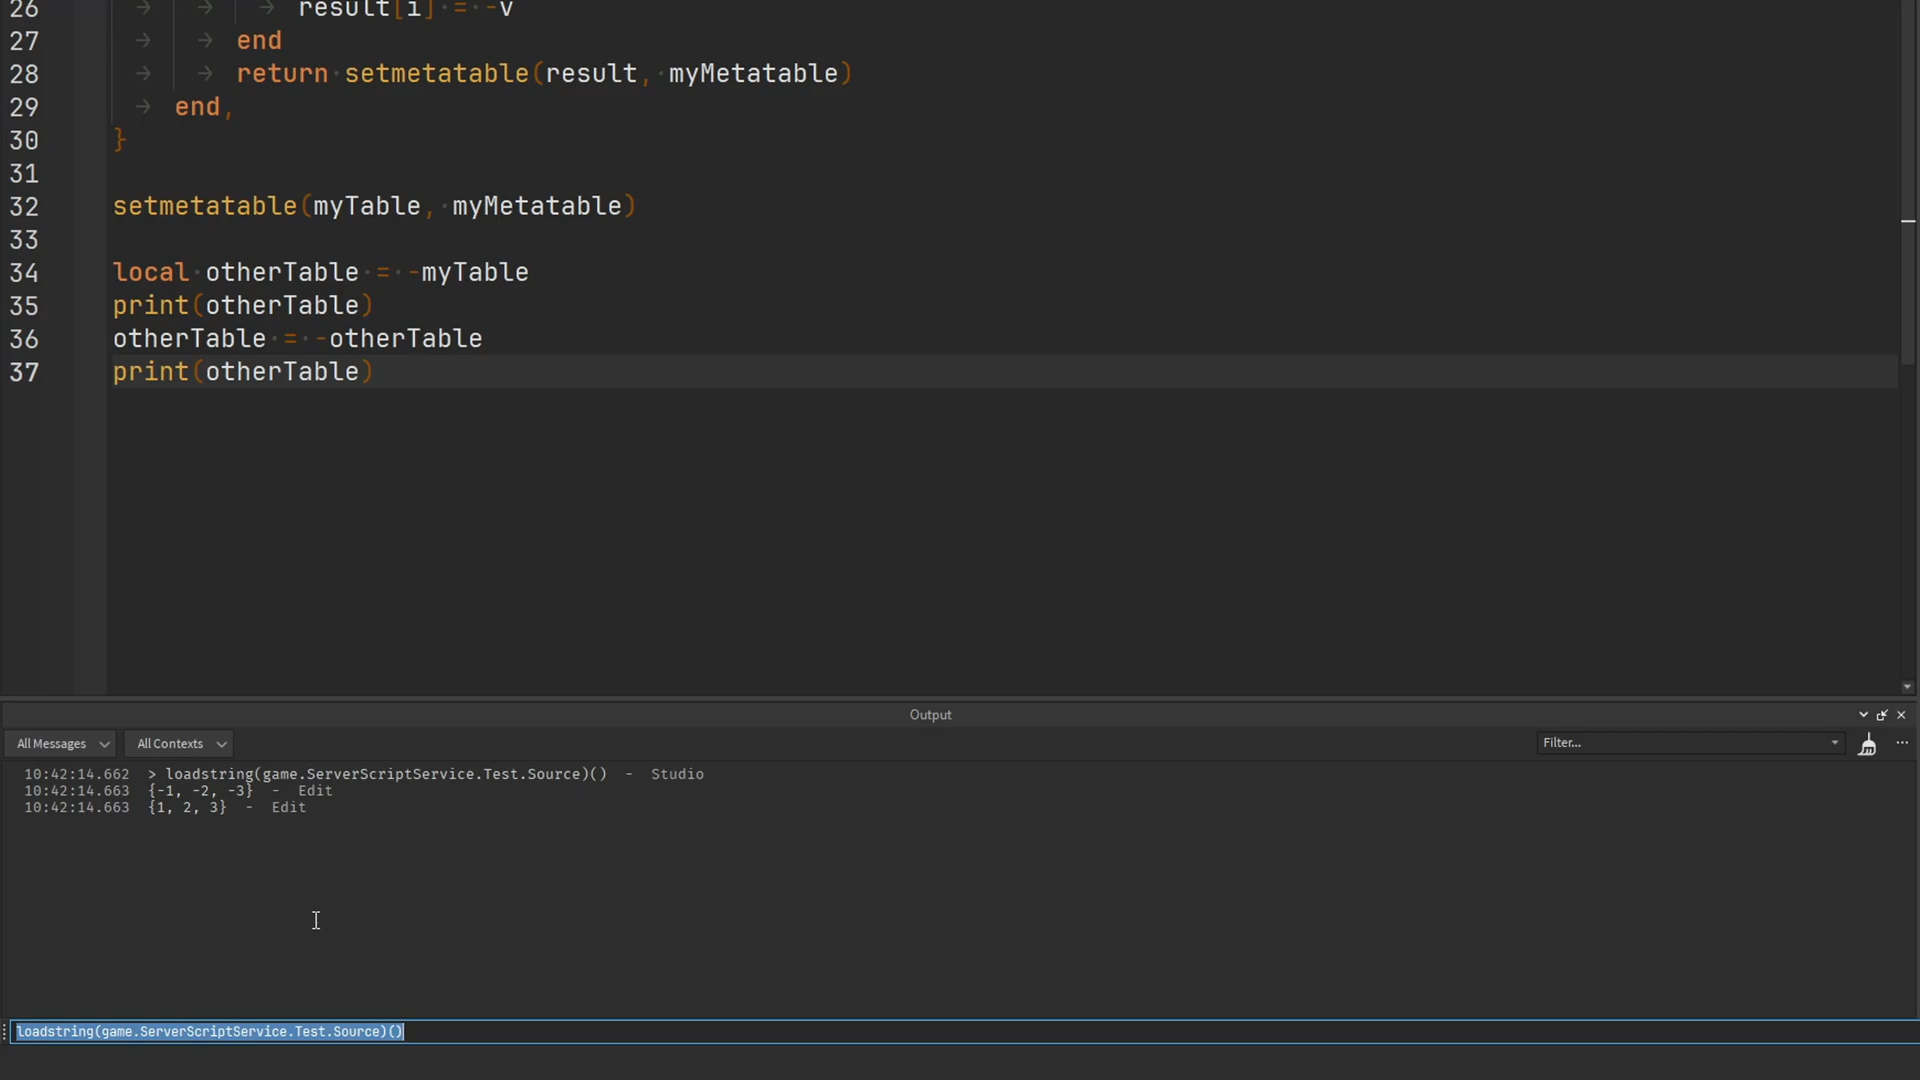 26 result[i] = -v
27 end
28 return setmetatable(result, myMetatable)
29 end,
30 }
31
32 setmetatable(myTable, myMetatable)
33
34 local otherTable = -myTable
35 print(otherTable)
36 otherTable = -otherTable
37 print(otherTable)
Output
All Messages All Contexts Filter...
10:42:14.662 > loadstring(game.ServerScriptService.Test.Source)() - Studio
10:42:14.663 {-1, -2, -3} - Edit
10:42:14.663 {1, 2, 3} - Edit
loadstring(game.ServerScriptService.Test.Source)()